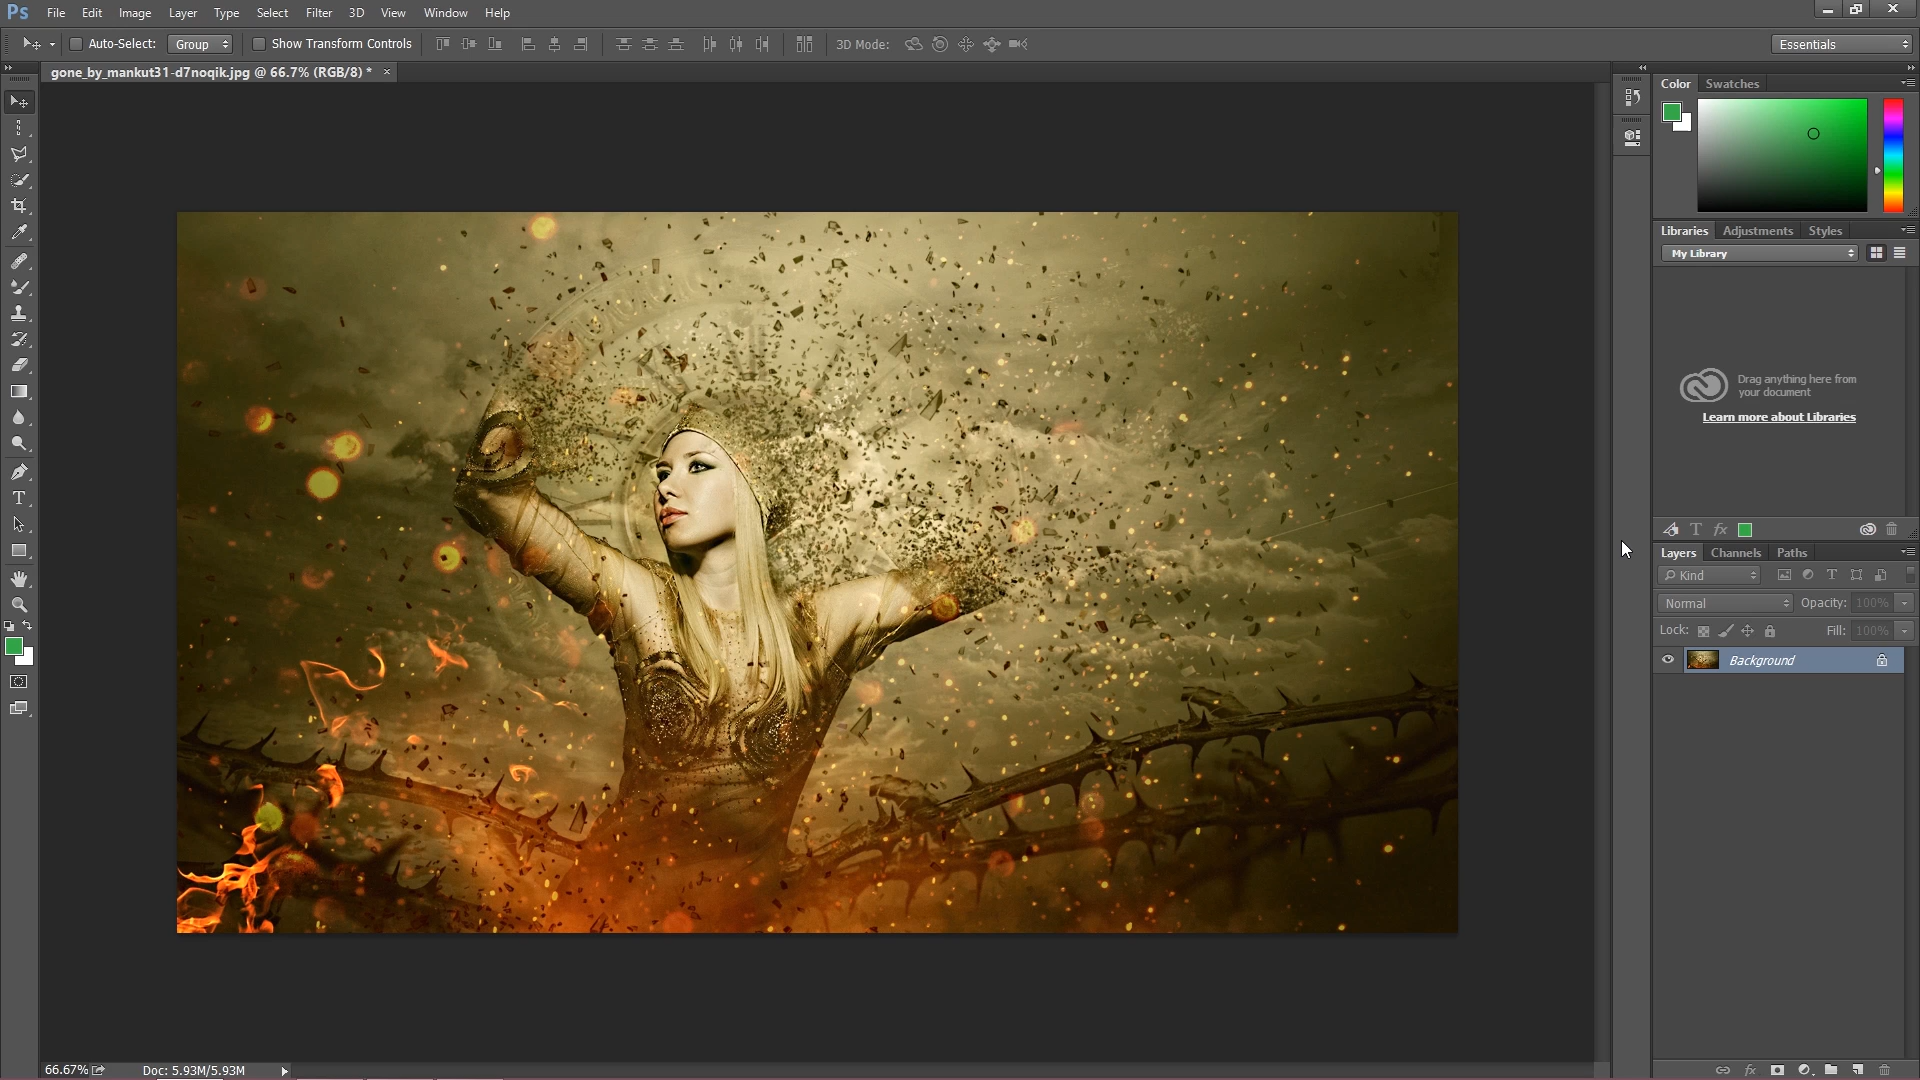 Ps File Edit Image Layer Type Select Filter 3D View Window Help
Auto-Select: Group Show Transform Controls 3D Mode: Essentials
gone_by_mankut31-d7noqik.jpg @ 66.7% (RGB/8) * ×
Color Swatches
Libraries Adjustments Styles
My Library
Drag anything here from
your document
Learn more about Libraries
T fx
Layers Channels Paths
Kind T
Normal Opacity: 100%
Lock: Fill: 100%
Background
T
66.67% Doc: 5.93M/5.93M fx